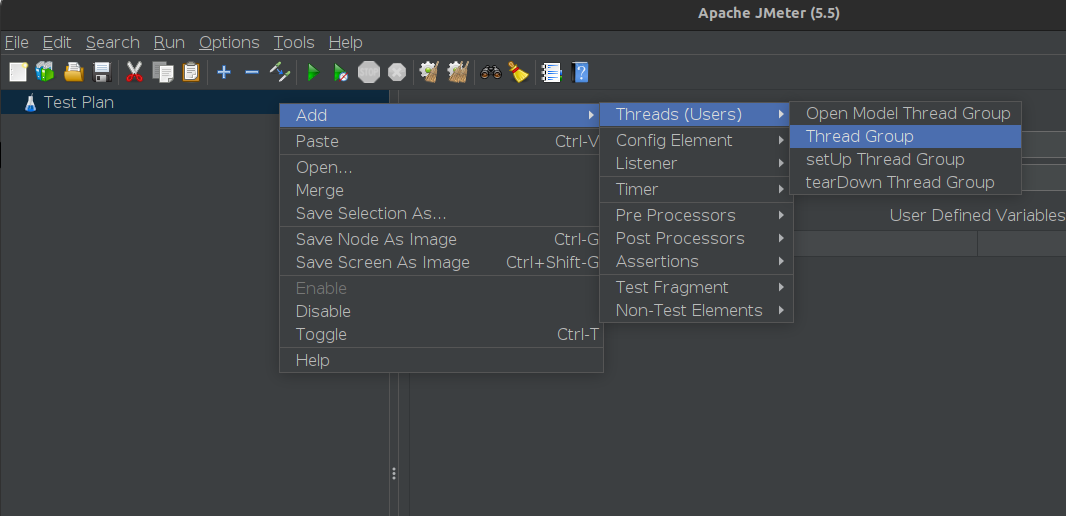 Apache JMeter (5.5)
File Edit Search Run Options Tools Help
STOP
Test Plan
Add
Paste Ctrl-V
Open...
Merge
Save Selection As...
Save Node As Image Ctrl-G
Save Screen As Image Ctrl+Shift-G
Enable
Disable
Toggle Ctrl-T
Help
Threads (Users)
Config Element
Listener
Timer
Pre Processors
Post Processors
Assertions
Test Fragment
Non-Test Elements
Open Model Thread Group
Thread Group
setUp Thread Group
tearDown Thread Group
User Defined Variables